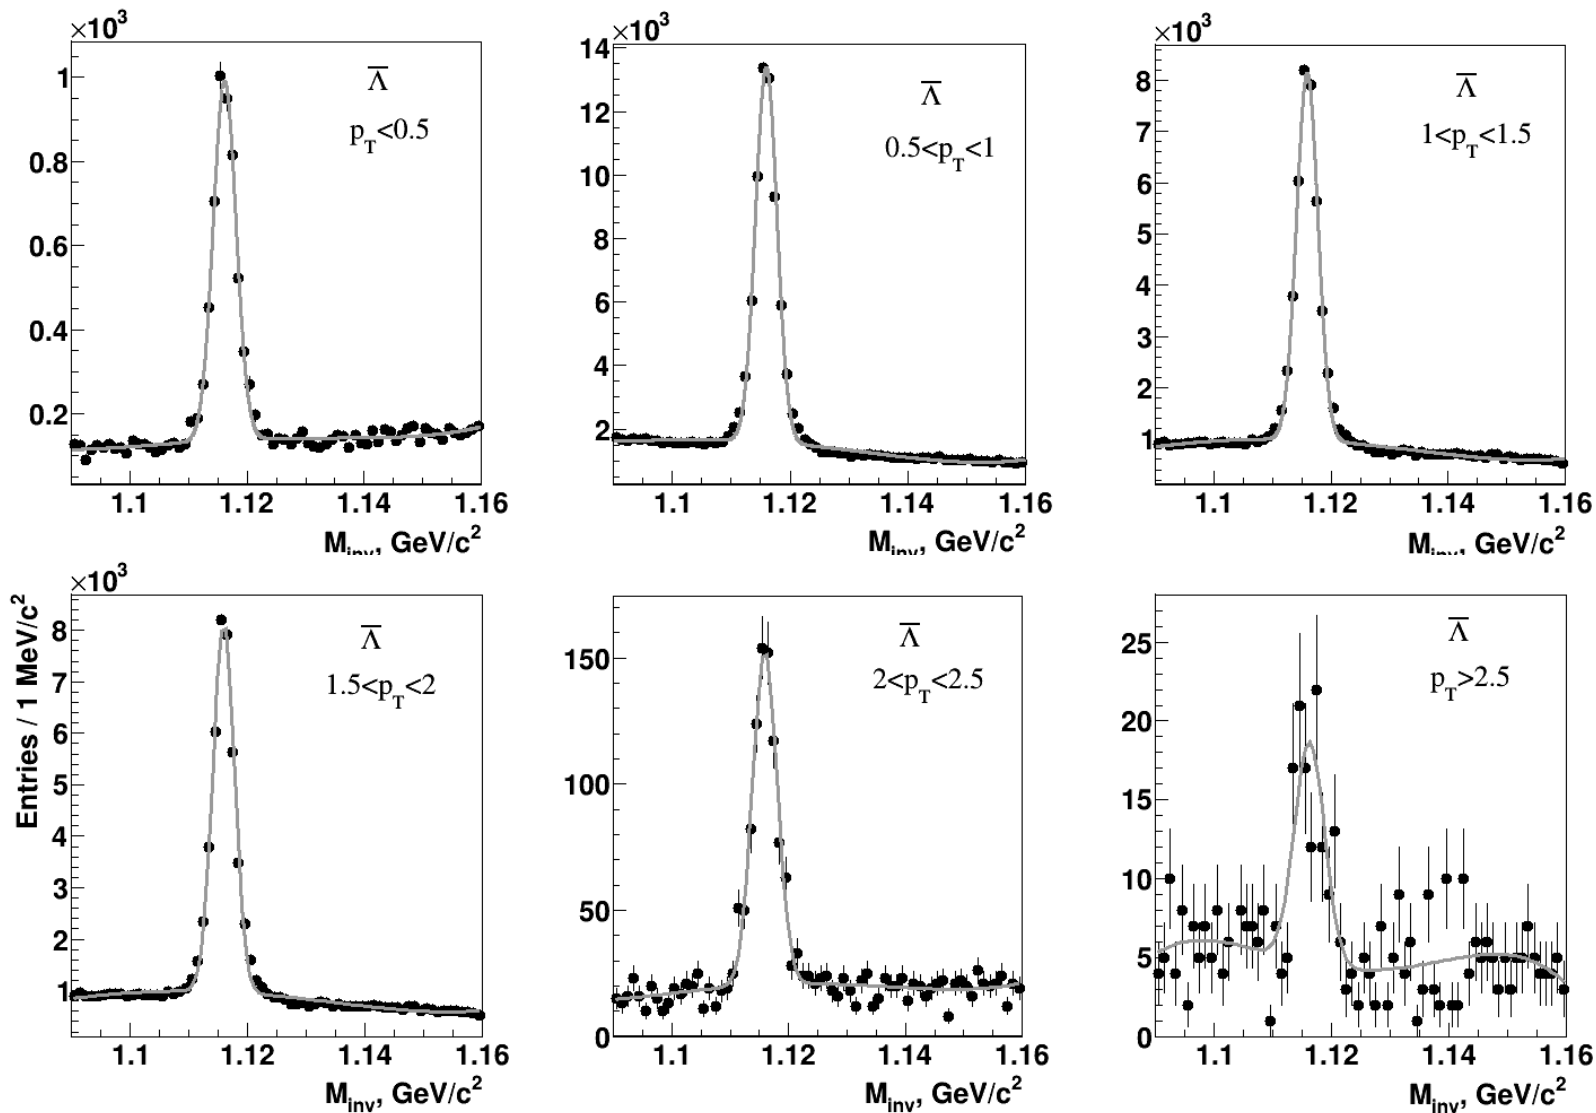 ×10³
1
0.8
0.6
0.4
0.2
Λ̅
p_T<0.5
1.1 1.12 1.14 1.16
M_inv, GeV/c²
×10³
14
12
10
8
6
4
2
Λ̅
0.5<p_T<1
1.1 1.12 1.14 1.16
M_inv, GeV/c²
×10³
8
7
6
5
4
3
2
1
Λ̅
1<p_T<1.5
1.1 1.12 1.14 1.16
M_inv, GeV/c²
Entries / 1 MeV/c²
×10³
8
7
6
5
4
3
2
1
Λ̅
1.5<p_T<2
1.1 1.12 1.14 1.16
M_inv, GeV/c²
150
100
50
0
Λ̅
2<p_T<2.5
1.1 1.12 1.14 1.16
M_inv, GeV/c²
25
20
15
10
5
0
Λ̅
p_T>2.5
1.1 1.12 1.14 1.16
M_inv, GeV/c²